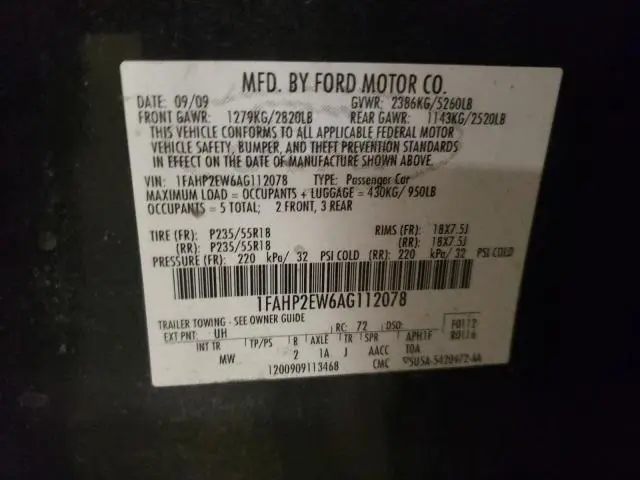 MFD. BY FORD MOTOR CO.
DATE: 09/09 GVWR: 2386KG/5260LB
FRONT GAWR: 1279KG/2820LB REAR GAWR: 1143KG/2520LB
THIS VEHICLE CONFORMS TO ALL APPLICABLE FEDERAL MOTOR
VEHICLE SAFETY, BUMPER, AND THEFT PREVENTION STANDARDS
IN EFFECT ON THE DATE OF MANUFACTURE SHOWN ABOVE.
VIN: 1FAHP2EW6AG112078 TYPE: Passenger Car
MAXIMUM LOAD = OCCUPANTS + LUGGAGE = 430KG/ 950LB
OCCUPANTS = 5 TOTAL; 2 FRONT, 3 REAR
TIRE (FR): P235/55R18 RIMS (FR): 18X7.5J
(RR): P235/55R18 (RR): 18X7.5J
PRESSURE (FR): 220 kPa/ 32 PSI COLD (RR): 220 kPa/ 32 PSI COLD
1FAHP2EW6AG112078
TRAILER TOWING - SEE OWNER GUIDE
EXT PNT: UH RC: 72 DSO: F0112
INT TR TP/PS B AXLE TR SPR APH1F R0116
MW 2 1A J AACC TOA
1200909113468 CMC